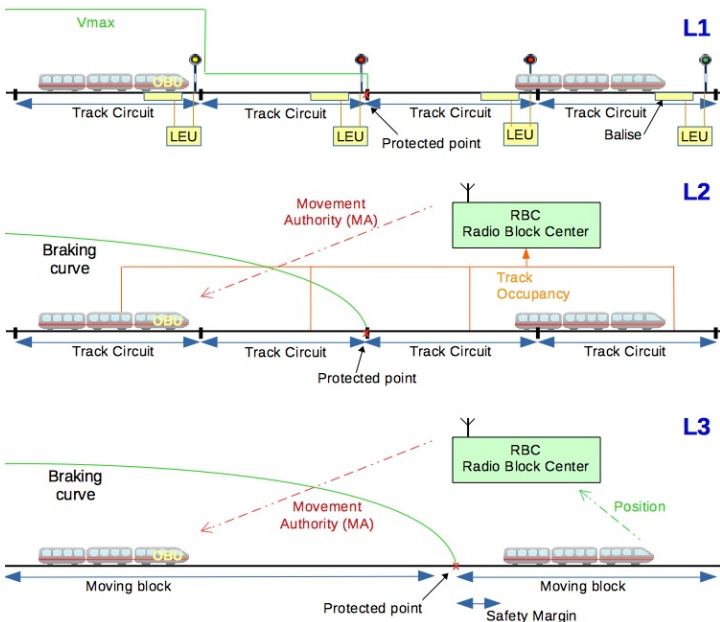 L1
Vmax
OBU
Track Circuit
Track Circuit
Track Circuit
Track Circuit
LEU
LEU
LEU
LEU
Protected point
Balise
L2
Movement
Authority (MA)
RBC
Radio Block Center
Braking
curve
Track
Occupancy
OBU
Track Circuit
Track Circuit
Track Circuit
Track Circuit
Protected point
L3
RBC
Radio Block Center
Braking
curve
Movement
Authority (MA)
Position
OBU
Moving block
Moving block
Protected point
Safety Margin